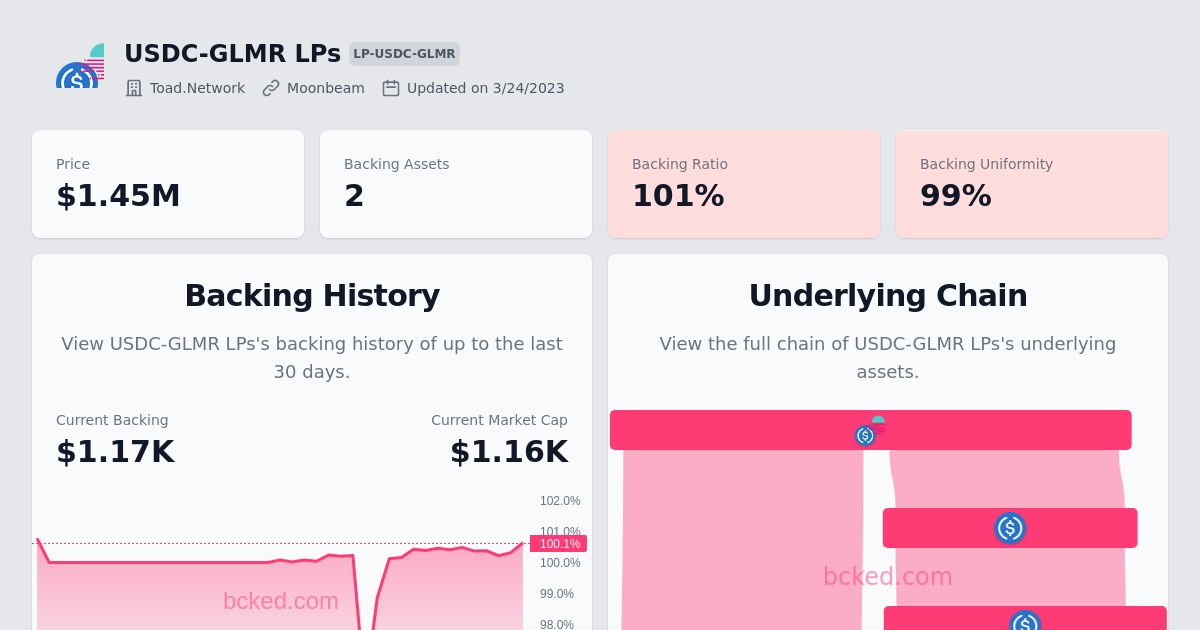 USDC-GLMR LPs LP-USDC-GLMR
Toad.Network Moonbeam Updated on 3/24/2023
Price
$1.45M
Backing Assets
2
Backing Ratio
101%
Backing Uniformity
99%
Backing History
View USDC-GLMR LPs's backing history of up to the last
30 days.
Current Backing
$1.17K
Current Market Cap
$1.16K
102.0%
101.0%
100.1%
100.0%
99.0%
98.0%
bcked.com
Underlying Chain
View the full chain of USDC-GLMR LPs's underlying
assets.
bcked.com